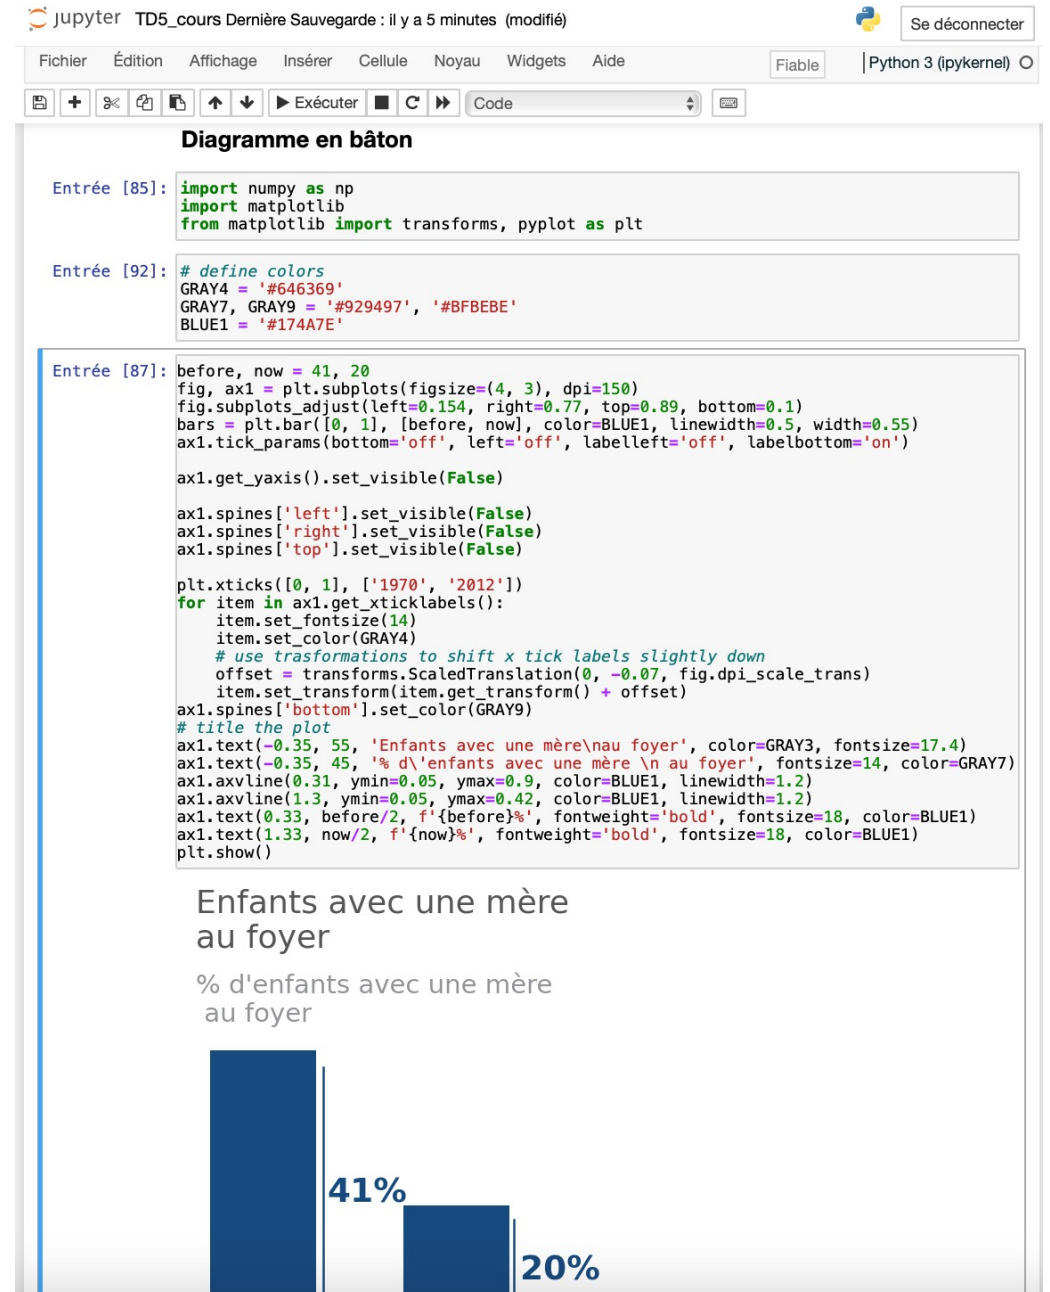 jupyter TD5_cours Dernière Sauvegarde : il y a 5 minutes (modifié)
Se déconnecter
Fichier Édition Affichage Insérer Cellule Noyau Widgets Aide
Fiable
Python 3 (ipykernel)
Exécuter
Code
Diagramme en bâton
Entrée [85]:
import numpy as np
import matplotlib
from matplotlib import transforms, pyplot as plt
Entrée [92]:
# define colors
GRAY4 = '#646369'
GRAY7, GRAY9 = '#929497', '#BFBEBE'
BLUE1 = '#174A7E'
Entrée [87]:
before, now = 41, 20
fig, ax1 = plt.subplots(figsize=(4, 3), dpi=150)
fig.subplots_adjust(left=0.154, right=0.77, top=0.89, bottom=0.1)
bars = plt.bar([0, 1], [before, now], color=BLUE1, linewidth=0.5, width=0.55)
ax1.tick_params(bottom='off', left='off', labelleft='off', labelbottom='on')
ax1.get_yaxis().set_visible(False)
ax1.spines['left'].set_visible(False)
ax1.spines['right'].set_visible(False)
ax1.spines['top'].set_visible(False)
plt.xticks([0, 1], ['1970', '2012'])
for item in ax1.get_xticklabels():
    item.set_fontsize(14)
    item.set_color(GRAY4)
    # use trasformations to shift x tick labels slightly down
    offset = transforms.ScaledTranslation(0, -0.07, fig.dpi_scale_trans)
    item.set_transform(item.get_transform() + offset)
ax1.spines['bottom'].set_color(GRAY9)
# title the plot
ax1.text(-0.35, 55, 'Enfants avec une mère\nau foyer', color=GRAY3, fontsize=17.4)
ax1.text(-0.35, 45, '% d\'enfants avec une mère \n au foyer', fontsize=14, color=GRAY7)
ax1.axvline(0.31, ymin=0.05, ymax=0.9, color=BLUE1, linewidth=1.2)
ax1.axvline(1.3, ymin=0.05, ymax=0.42, color=BLUE1, linewidth=1.2)
ax1.text(0.33, before/2, f'{before}%', fontweight='bold', fontsize=18, color=BLUE1)
ax1.text(1.33, now/2, f'{now}%', fontweight='bold', fontsize=18, color=BLUE1)
plt.show()
Enfants avec une mère
au foyer
% d'enfants avec une mère
au foyer
41%
20%